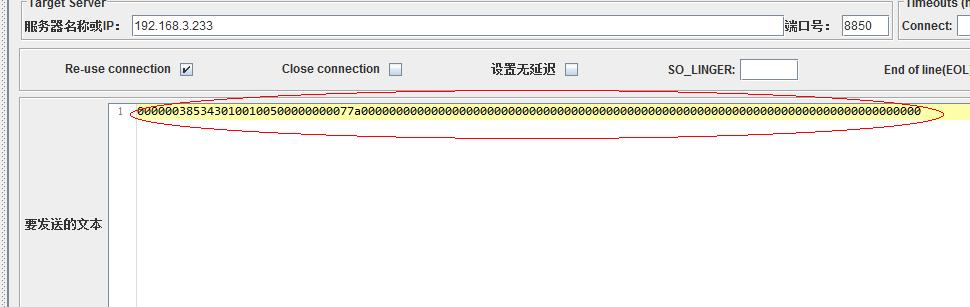 Target Server
服务器名称或IP： 192.168.3.233 端口号： 8850
Timeouts (
Connect:
Re-use connection Close connection 设置无延迟 SO_LINGER: End of line(EOL
1 0000003853430100100500000000077a00000000000000000000000000000000000000000000000000000000000000000000000000000000
要发送的文本